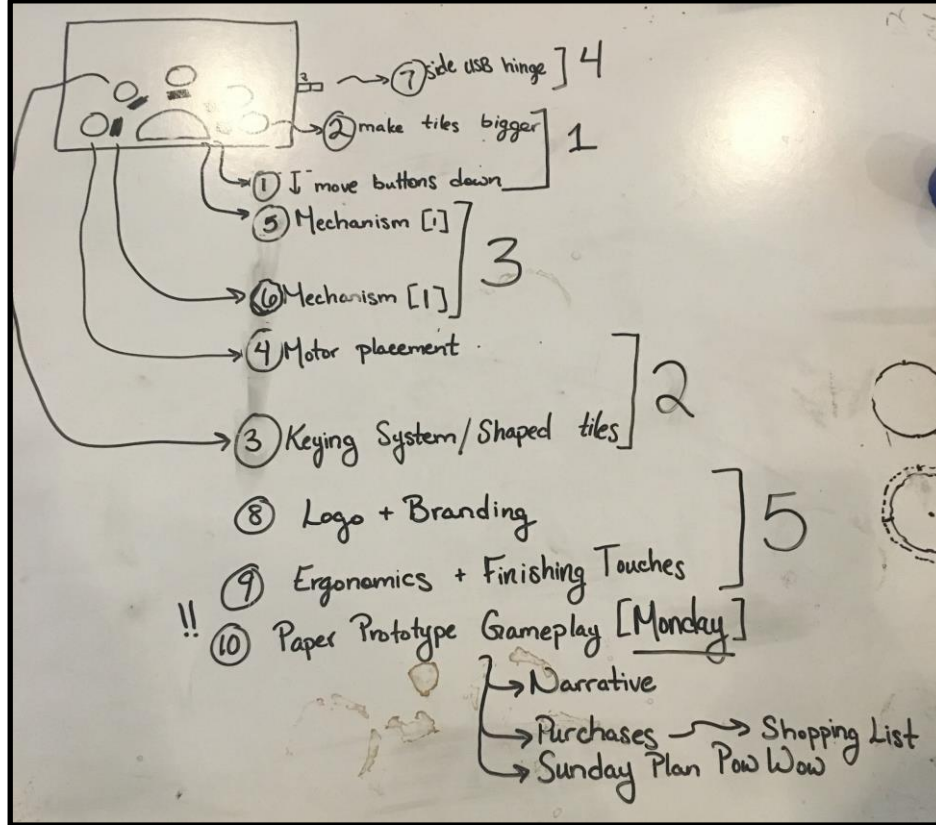 ⑦ side USB hinge ] 4
② make tiles bigger
1
① ↓ move buttons down
⑤ Mechanism [1]
3
⑥ Mechanism [1]
④ Motor placement
2
③ Keying System/Shaped tiles
⑧ Logo + Branding
5
⑨ Ergonomics + Finishing Touches
!! ⑩ Paper Prototype Gameplay [Monday]
→ Narrative
→ Purchases → Shopping List
→ Sunday Plan Pow Wow